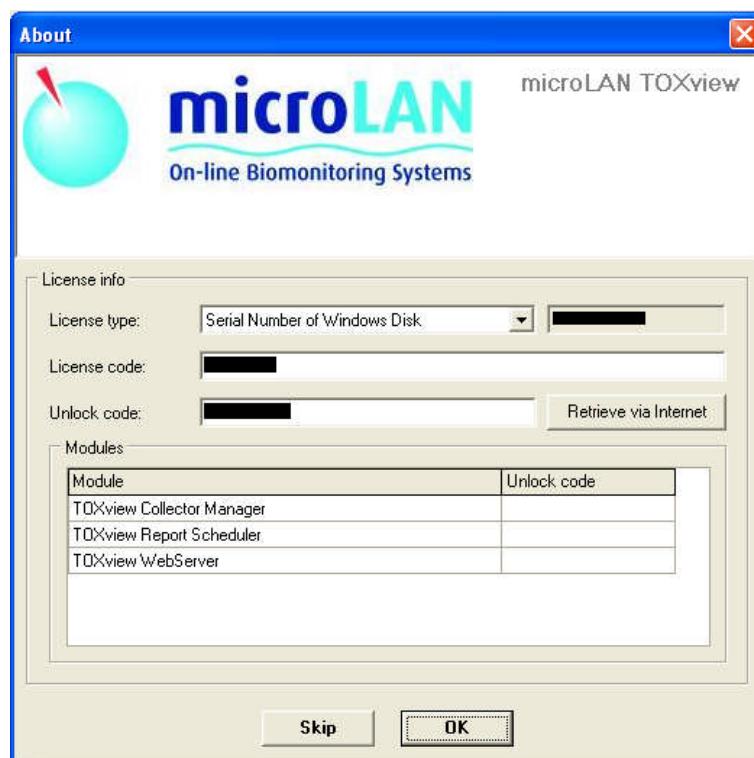 About
microLAN
On-line Biomonitoring Systems
microLAN TOXview
License info
License type: Serial Number of Windows Disk
License code:
Unlock code: Retrieve via Internet
Modules
Module Unlock code
TOXview Collector Manager
TOXview Report Scheduler
TOXview WebServer
Skip OK